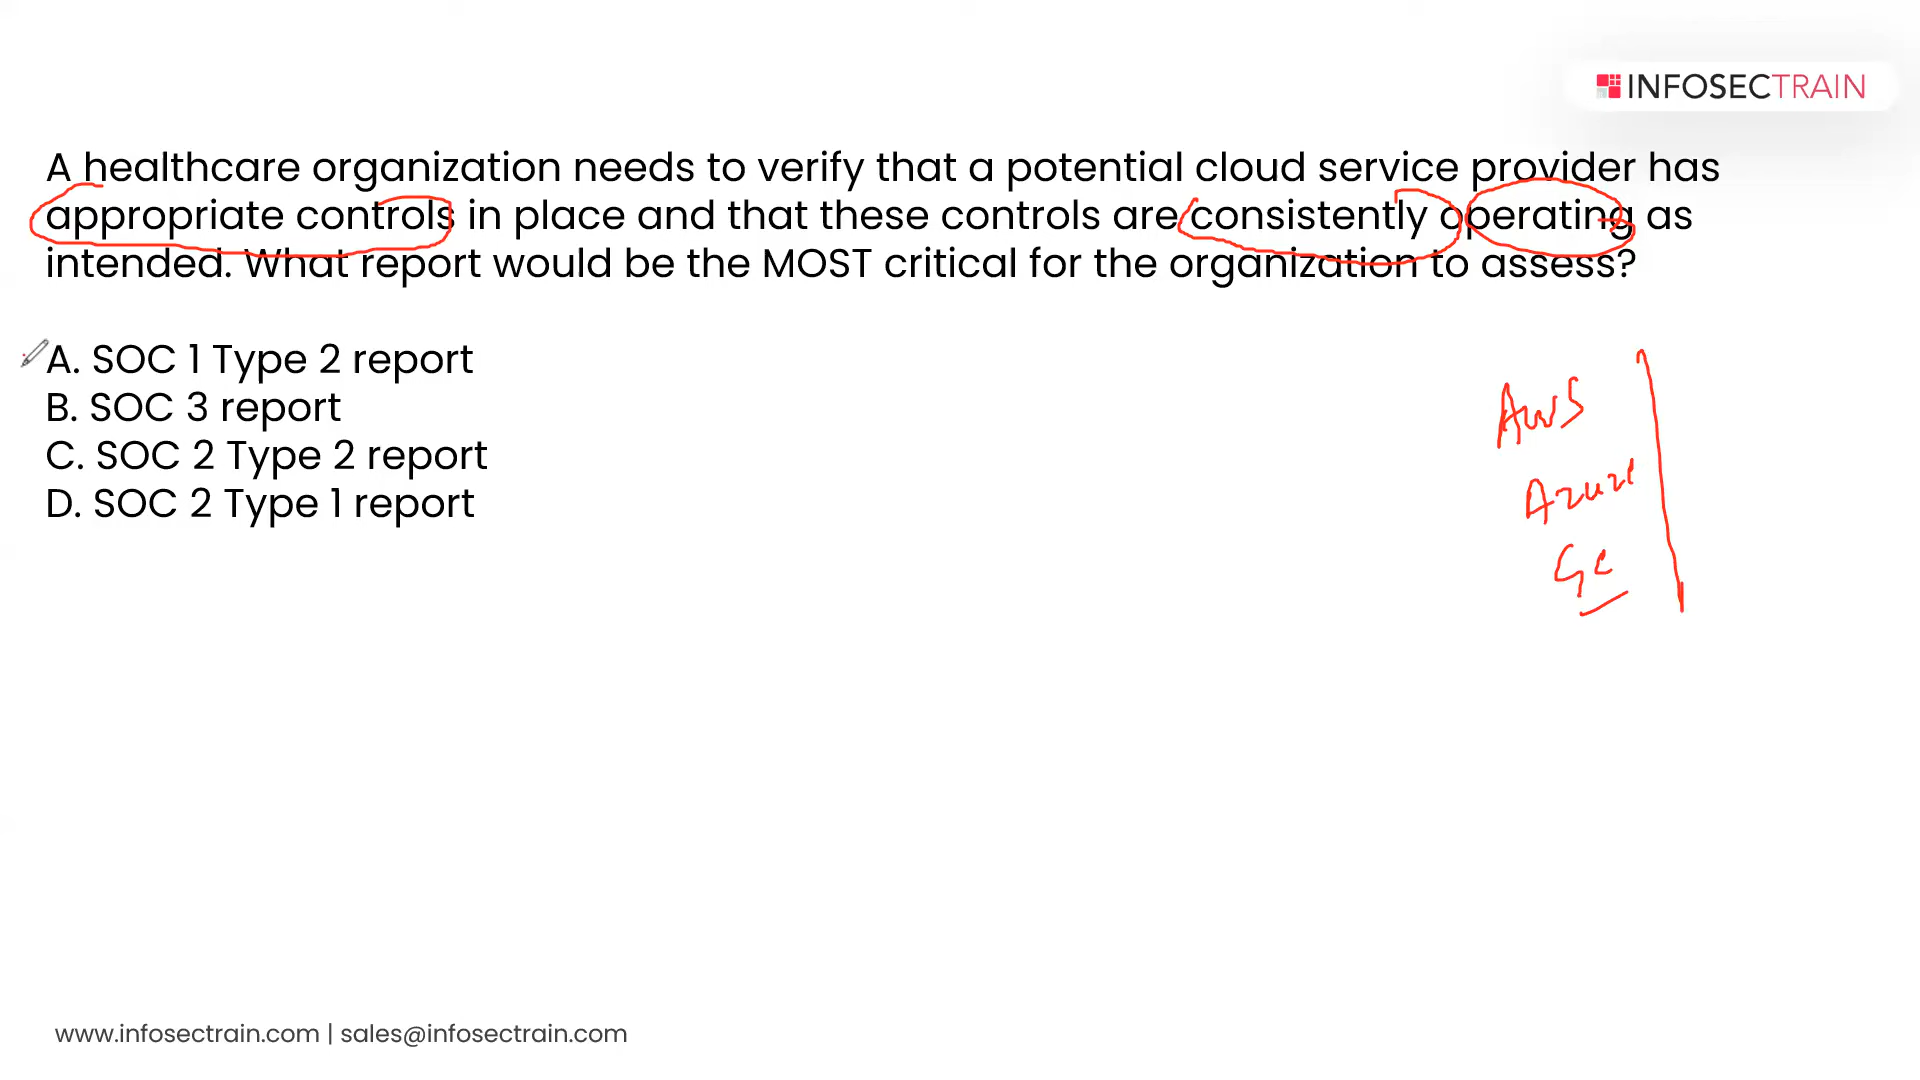 INFOSECTRAIN
A healthcare organization needs to verify that a potential cloud service provider has
appropriate controls in place and that these controls are consistently operating as
intended. What report would be the MOST critical for the organization to assess?
A. SOC 1 Type 2 report
B. SOC 3 report
C. SOC 2 Type 2 report
D. SOC 2 Type 1 report
AWS
Azure
GC
www.infosectrain.com | sales@infosectrain.com